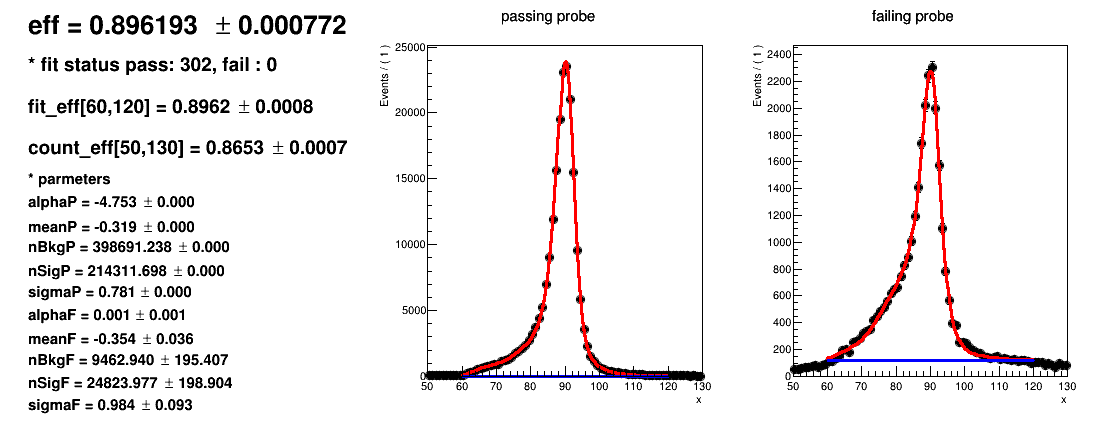 eff = 0.896193 ± 0.000772
* fit status pass: 302, fail : 0
fit_eff[60,120] = 0.8962 ± 0.0008
count_eff[50,130] = 0.8653 ± 0.0007
* parmeters
alphaP = -4.753 ± 0.000
meanP = -0.319 ± 0.000
nBkgP = 398691.238 ± 0.000
nSigP = 214311.698 ± 0.000
sigmaP = 0.781 ± 0.000
alphaF = 0.001 ± 0.001
meanF = -0.354 ± 0.036
nBkgF = 9462.940 ± 195.407
nSigF = 24823.977 ± 198.904
sigmaF = 0.984 ± 0.093
passing probe
Events / ( 1 )
25000
20000
15000
10000
5000
0
50 60 70 80 90 100 110 120 130
x
failing probe
Events / ( 1 )
2400
2200
2000
1800
1600
1400
1200
1000
800
600
400
200
0
50 60 70 80 90 100 110 120 130
x